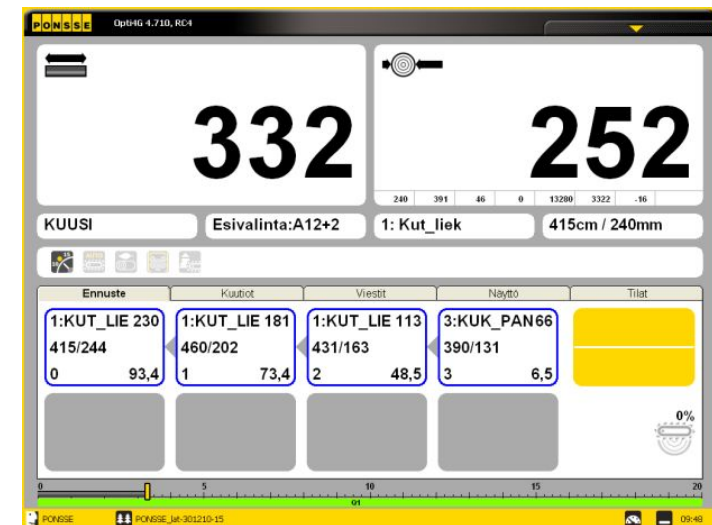 PONSSE OptiHG 4.710, RC4
332 252
240 391 46 0 13280 3322 -16
KUUSI Esivalinta:A12+2 1: Kut_liek 415cm / 240mm
Ennuste Kuutiot Viestit Näyttö Tilat
1:KUT_LIE 230 1:KUT_LIE 181 1:KUT_LIE 113 3:KUK_PAN66
415/244 460/202 431/163 390/131
0 93,4 1 73,4 2 48,5 3 6,5
0%
0 5 10 15 20
Q1
PONSSE PONSSE_lat-301210-15 09:48